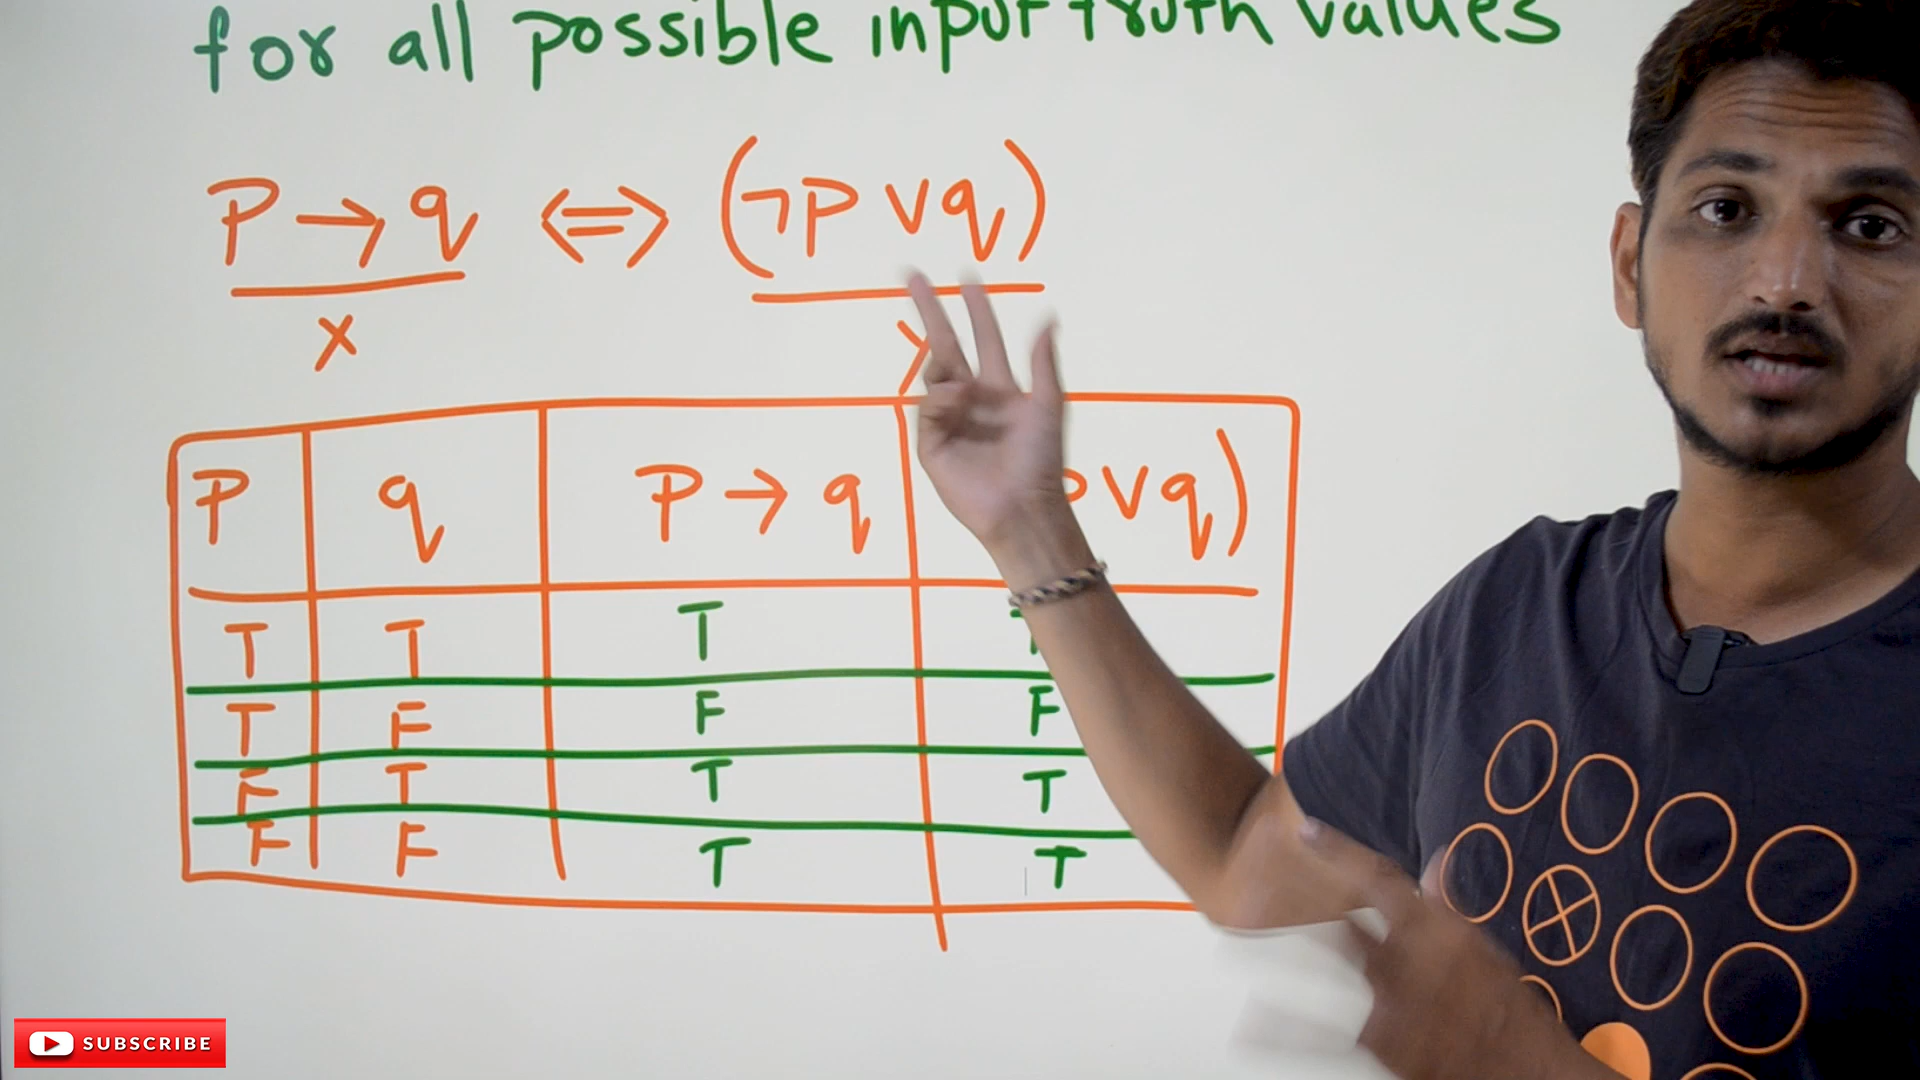 for all possible input truth values
P → q ⇔ (¬P ∨ q)
X Y
P q P → q P ∨ q)
T T T T
T F F F
F T T T
F F T T
SUBSCRIBE